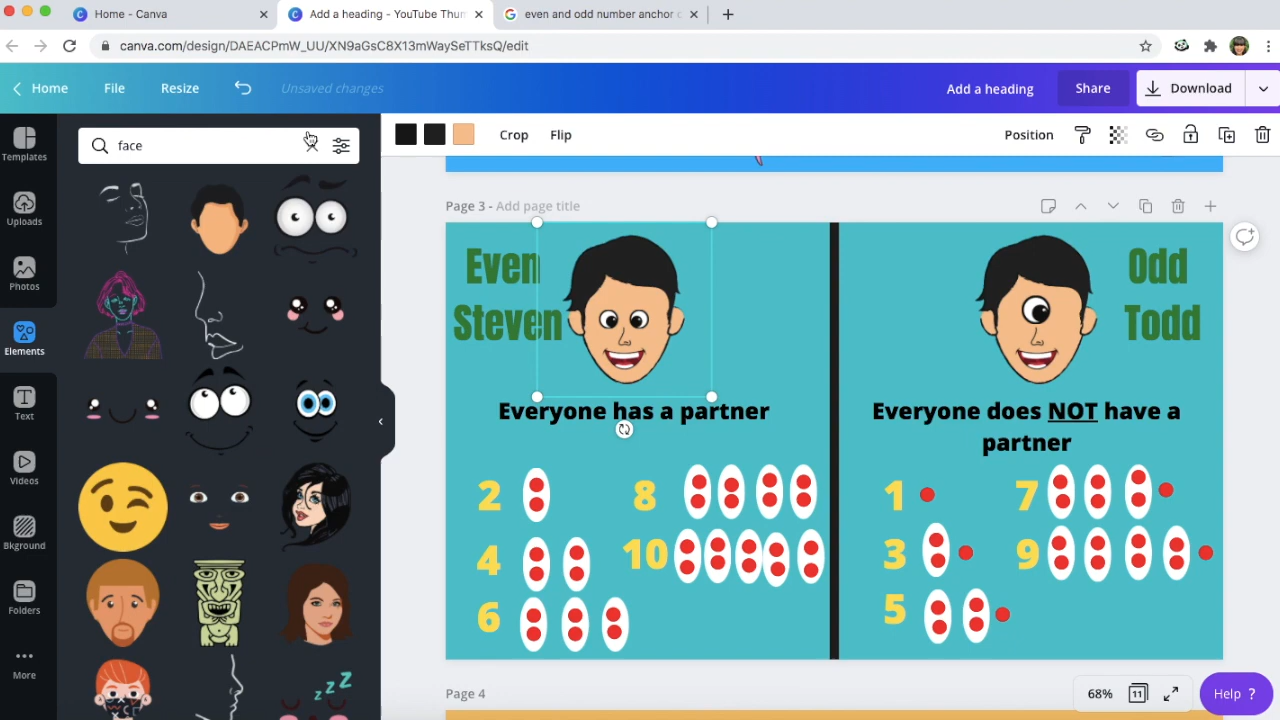 Home - Canva
Add a heading - YouTube Thum
even and odd number anchor c
canva.com/design/DAEACPmW_UU/XN9aGsC8X13mWaySeTTksQ/edit
Home
File
Resize
Unsaved changes
Add a heading
Share
Download
Templates
Uploads
Photos
Elements
Text
Videos
Bkground
Folders
More
face
Crop
Flip
Position
Page 3 - Add page title
Even
Steven
Everyone has a partner
2
8
4
10
6
Odd
Todd
Everyone does NOT have a
partner
1
7
3
9
5
Page 4
68%
11
Help ?
z z Z